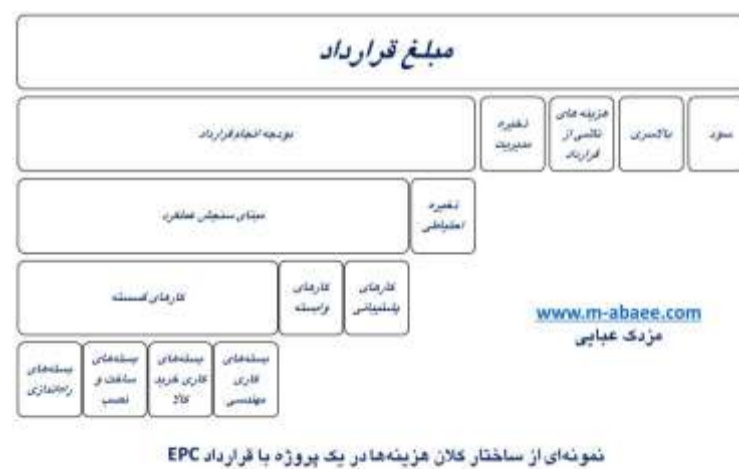 مبلغ قرارداد
سود
باکسری
هزینه های
ناشی از
قرارداد
ذخیره
مدیریت
بودجه انجام قرارداد
ذخیره
احتیاطی
مبنای سنجش عملکرد
کارهای
پشتیبانی
کارهای
وابسته
کارهای گسسته
بسته‌های
کاری
مهندسی
بسته‌های
کاری خرید
کالا
بسته‌های
ساخت و
نصب
بسته‌های
راه‌اندازی
www.m-abaee.com
مزدک عبایی
نمونه‌ای از ساختار کلان هزینه‌ها در یک پروژه با قرارداد EPC